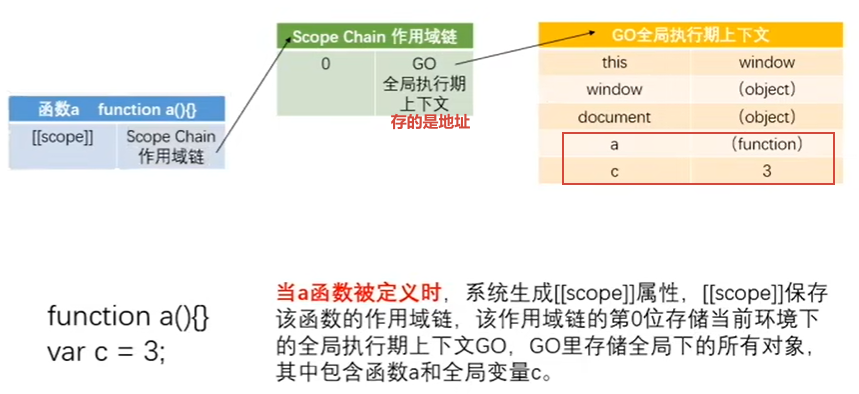 函数a function a(){}
[[scope]] Scope Chain
作用域链
Scope Chain 作用域链
0 GO
全局执行期
上下文
存的是地址
GO全局执行期上下文
this window
window （object）
document （object）
a （function）
c 3
function a(){}
var c = 3;
当a函数被定义时，系统生成[[scope]]属性，[[scope]]保存
该函数的作用域链，该作用域链的第0位存储当前环境下
的全局执行期上下文GO，GO里存储全局下的所有对象，
其中包含函数a和全局变量c。